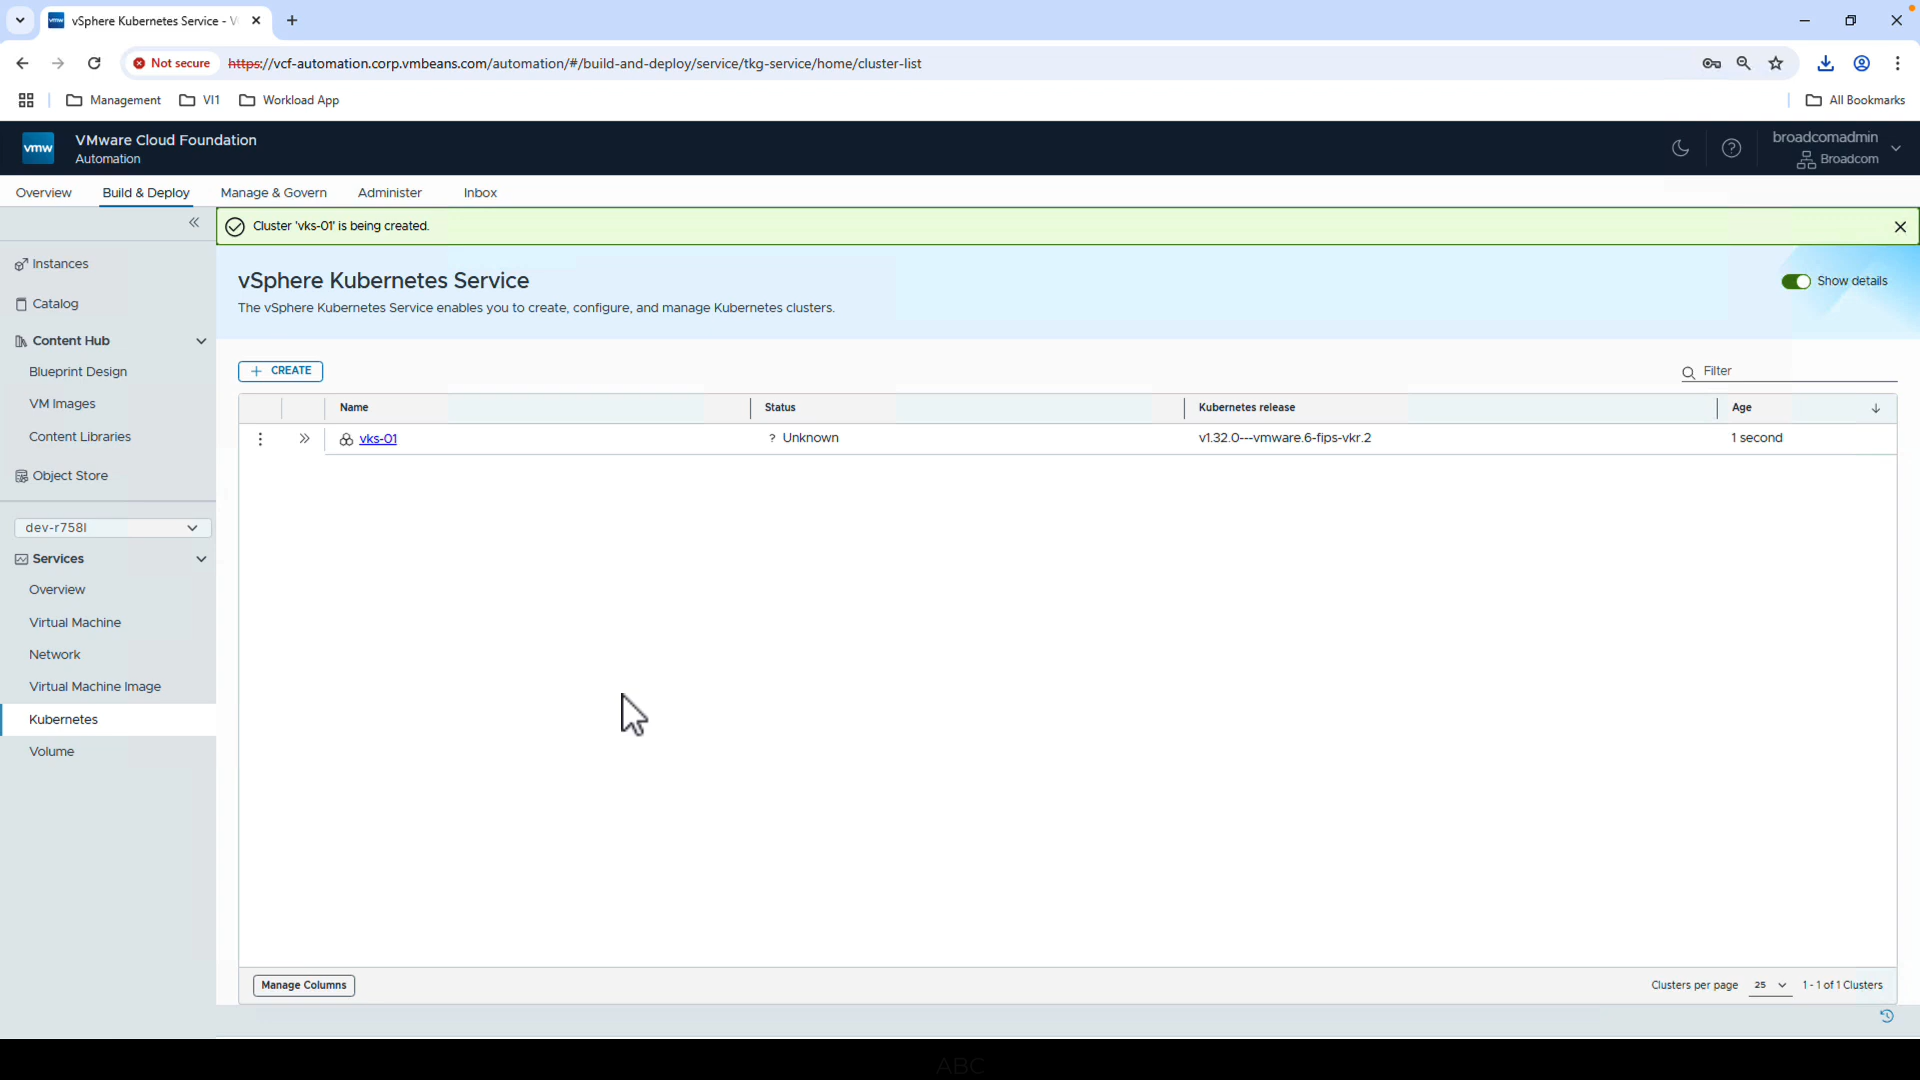 vSphere Kubernetes Service - V
Not secure
https://vcf-automation.corp.vmbeans.com/automation/#/build-and-deploy/service/tkg-service/home/cluster-list
Management
VI1
Workload App
All Bookmarks
vmw
VMware Cloud Foundation
Automation
broadcomadmin
Broadcom
Overview
Build & Deploy
Manage & Govern
Administer
Inbox
Cluster 'vks-01' is being created.
Instances
Catalog
Content Hub
Blueprint Design
VM Images
Content Libraries
Object Store
dev-r758l
Services
Overview
Virtual Machine
Network
Virtual Machine Image
Kubernetes
Volume
vSphere Kubernetes Service
The vSphere Kubernetes Service enables you to create, configure, and manage Kubernetes clusters.
Show details
+ CREATE
Filter
Name Status Kubernetes release Age
vks-01 ? Unknown v1.32.0---vmware.6-fips-vkr.2 1 second
Manage Columns
Clusters per page 25 1 - 1 of 1 Clusters
ABC